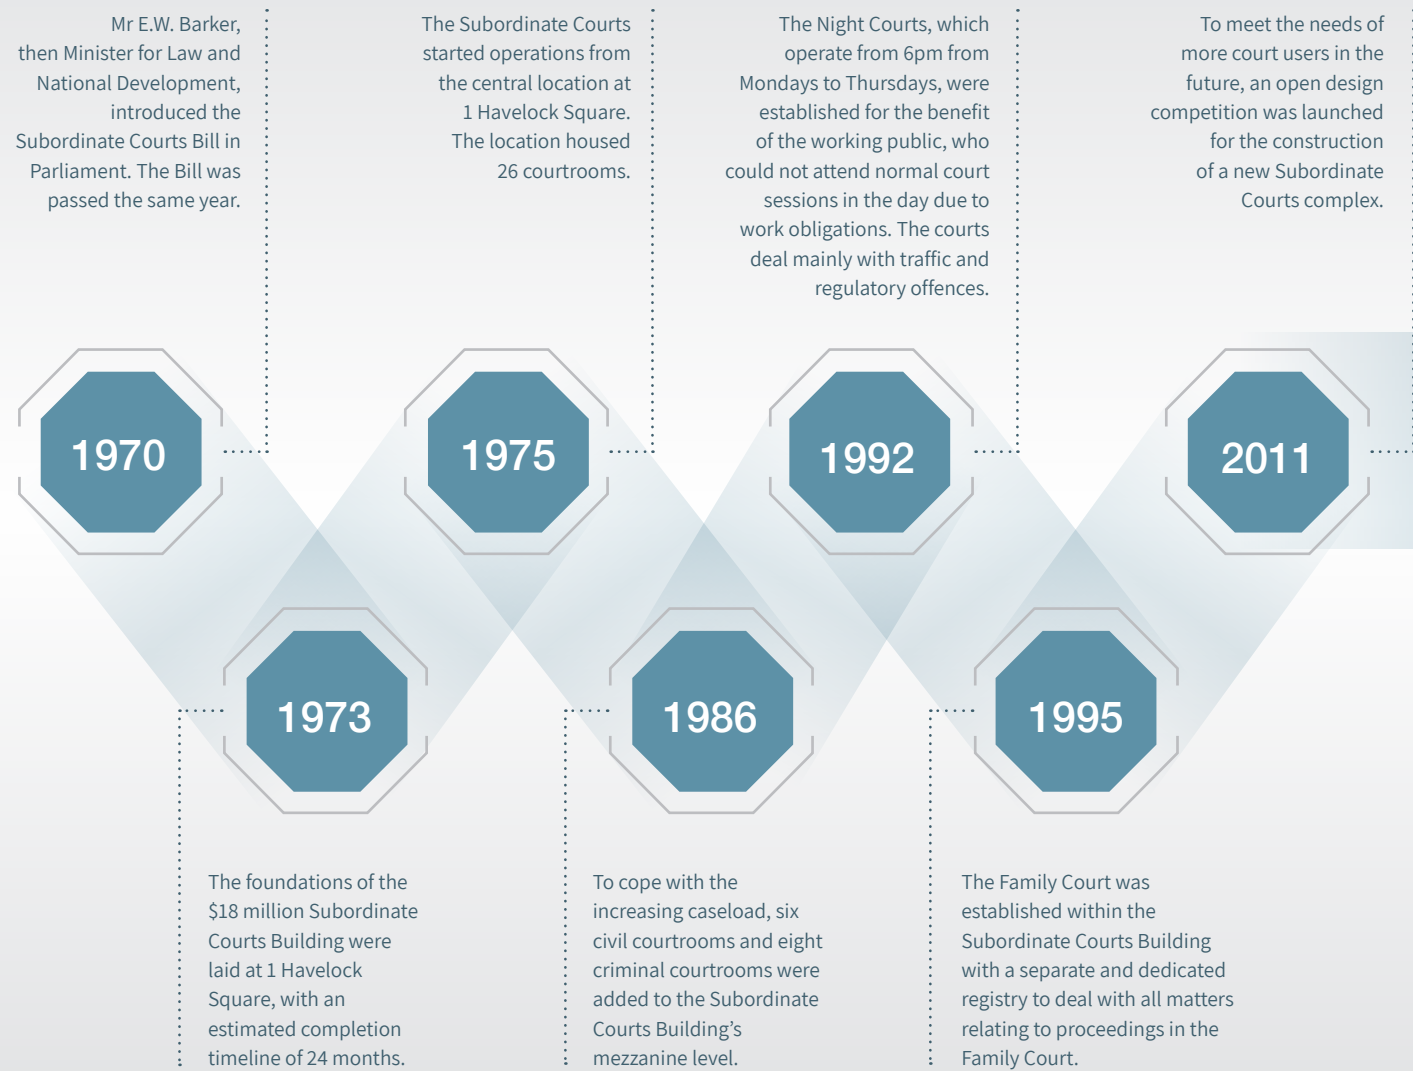 Mr E.W. Barker,
then Minister for Law and
National Development,
introduced the
Subordinate Courts Bill in
Parliament. The Bill was
passed the same year.
1970
The foundations of the
$18 million Subordinate
Courts Building were
laid at 1 Havelock
Square, with an
estimated completion
timeline of 24 months.
1973
The Subordinate Courts
started operations from
the central location at
1 Havelock Square.
The location housed
26 courtrooms.
1975
To cope with the
increasing caseload, six
civil courtrooms and eight
criminal courtrooms were
added to the Subordinate
Courts Building’s
mezzanine level.
1986
The Night Courts, which
operate from 6pm from
Mondays to Thursdays, were
established for the benefit
of the working public, who
could not attend normal court
sessions in the day due to
work obligations. The courts
deal mainly with traffic and
regulatory offences.
1992
The Family Court was
established within the
Subordinate Courts Building
with a separate and dedicated
registry to deal with all matters
relating to proceedings in the
Family Court.
1995
To meet the needs of
more court users in the
future, an open design
competition was launched
for the construction
of a new Subordinate
Courts complex.
2011